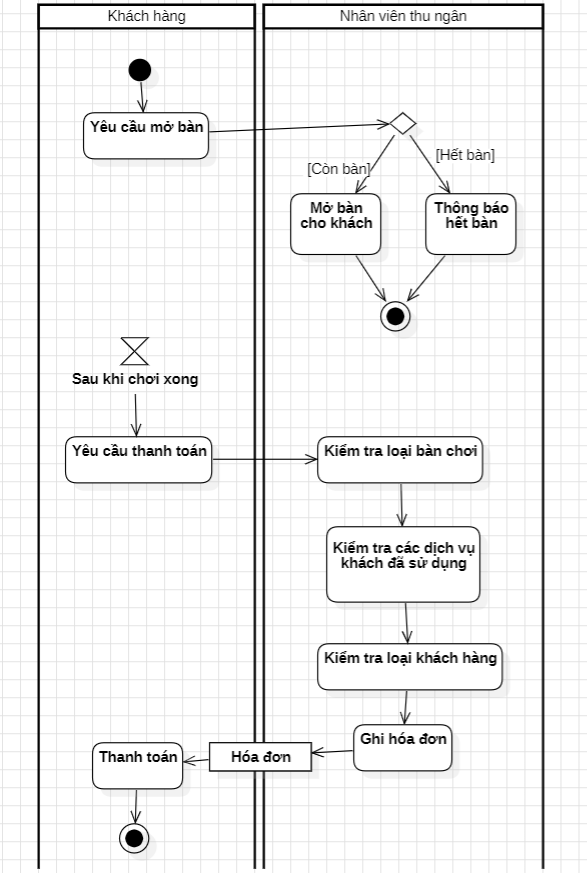 Khách hàng
Nhân viên thu ngân
Yêu cầu mở bàn
[Còn bàn]
[Hết bàn]
Mở bàn
cho khách
Thông báo
hết bàn
Sau khi chơi xong
Yêu cầu thanh toán
Kiểm tra loại bàn chơi
Kiểm tra các dịch vụ
khách đã sử dụng
Kiểm tra loại khách hàng
Ghi hóa đơn
Hóa đơn
Thanh toán